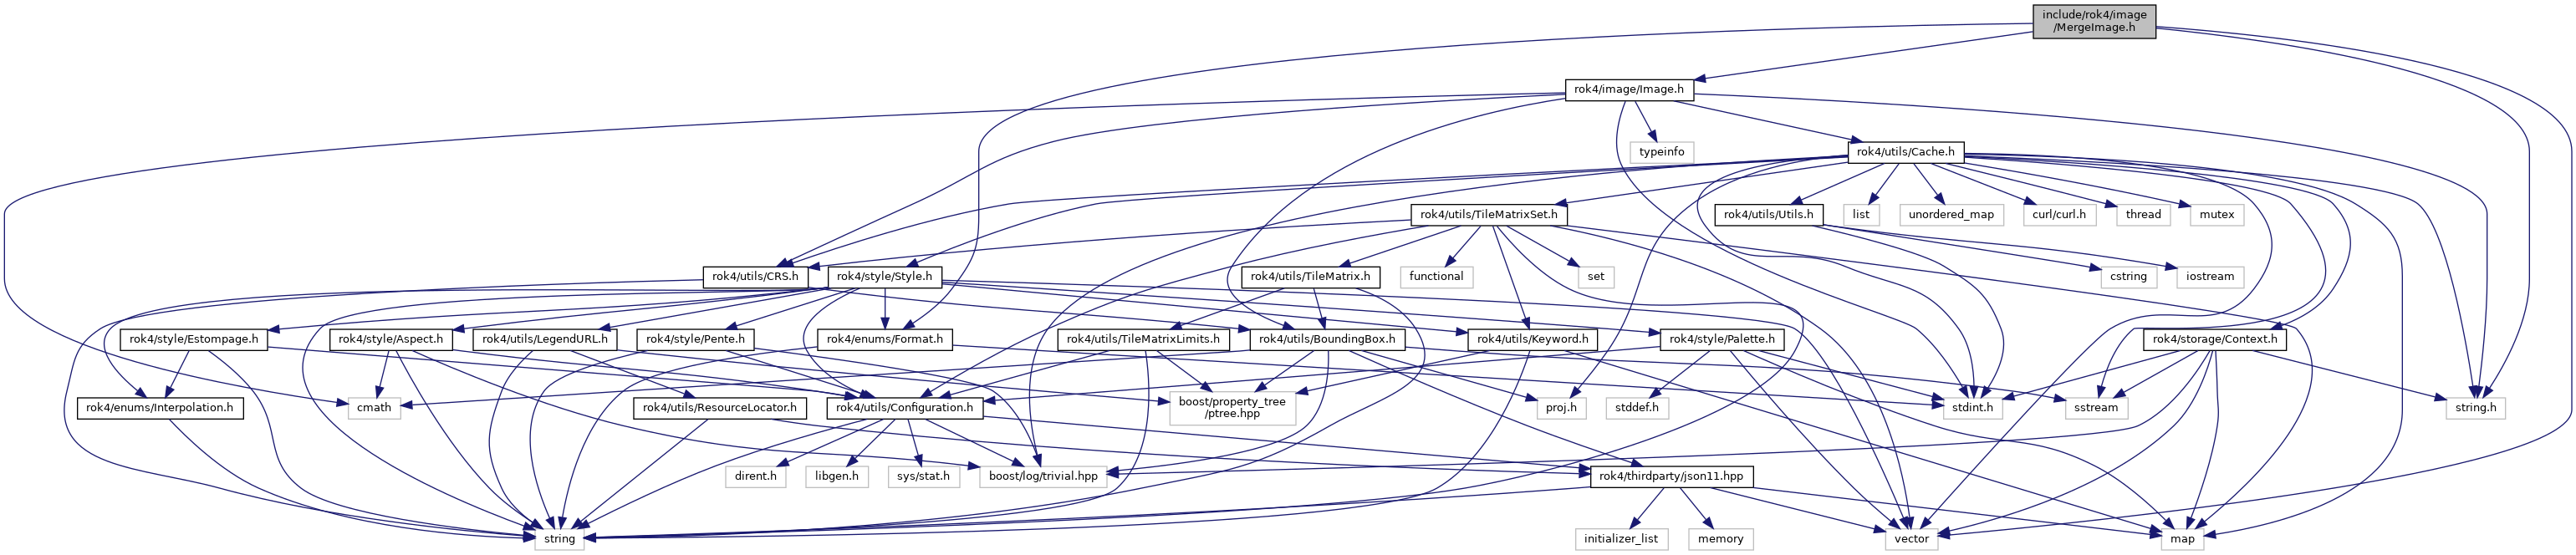 include/rok4/image
/MergeImage.h
rok4/image/Image.h
typeinfo
rok4/utils/Cache.h
rok4/utils/TileMatrixSet.h
rok4/utils/Utils.h
list
unordered_map
curl/curl.h
thread
mutex
rok4/utils/CRS.h
rok4/style/Style.h
rok4/utils/TileMatrix.h
functional
set
cstring
iostream
rok4/style/Estompage.h
rok4/style/Aspect.h
rok4/utils/LegendURL.h
rok4/style/Pente.h
rok4/enums/Format.h
rok4/utils/TileMatrixLimits.h
rok4/utils/BoundingBox.h
rok4/utils/Keyword.h
rok4/style/Palette.h
rok4/storage/Context.h
rok4/enums/Interpolation.h
cmath
rok4/utils/ResourceLocator.h
rok4/utils/Configuration.h
boost/property_tree
/ptree.hpp
proj.h
stddef.h
stdint.h
sstream
string.h
dirent.h
libgen.h
sys/stat.h
boost/log/trivial.hpp
rok4/thirdparty/json11.hpp
string
initializer_list
memory
vector
map